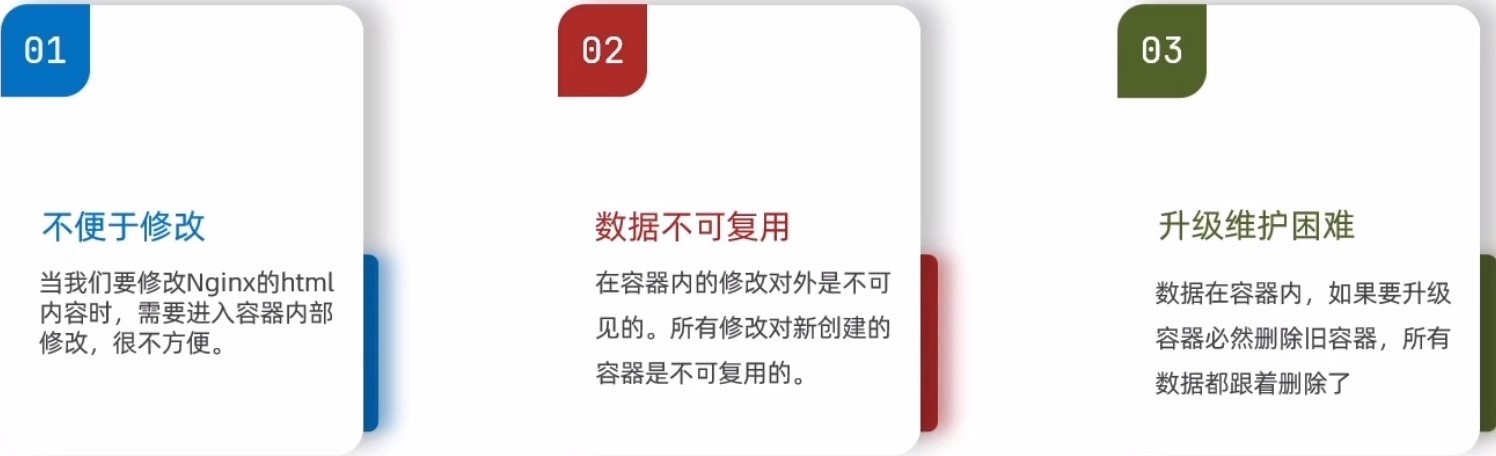 01
不便于修改
当我们要修改Nginx的html
内容时，需要进入容器内部
修改，很不方便。
02
数据不可复用
在容器内的修改对外是不可
见的。所有修改对新创建的
容器是不可复用的。
03
升级维护困难
数据在容器内，如果要升级
容器必然删除旧容器，所有
数据都跟着删除了